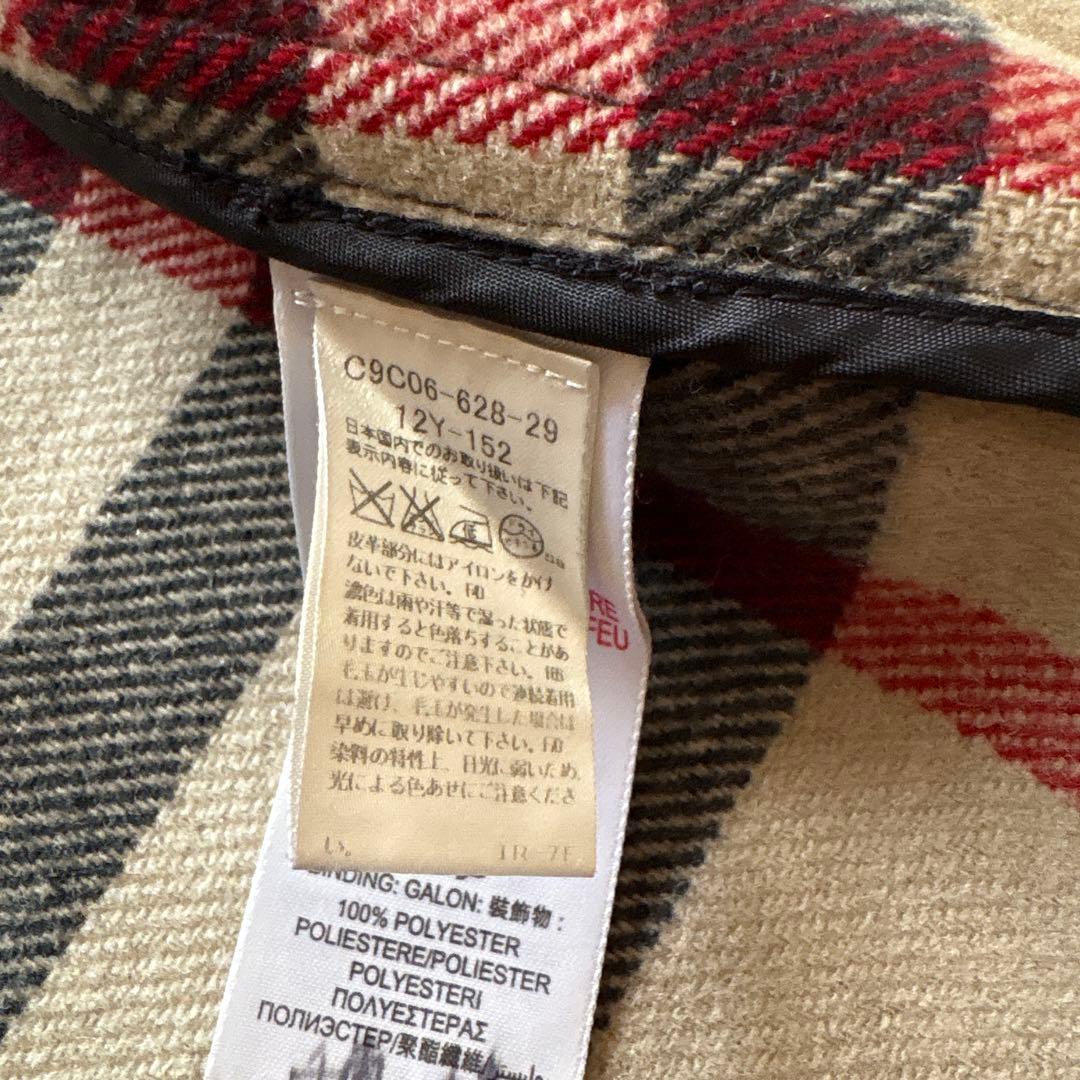 C9C06-628-29
12Y-152
日本国内でのお取り扱いは下記
表示内容に従って下さい。
低
ドライ
皮革部分にはアイロンをかけ
ないで下さい。
濃色は雨や汗等で湿った状態で
着用すると色落ちすることがあ
りますのでご注意下さい。
毛玉が生じやすいので連続着用
は避け、毛玉が発生した場合は
早めに取り除いて下さい。
染料の特性上、日光に弱いため、
光による色あせにご注意くださ
い。
RE
FEU
BINDING: GALON: 裝飾物:
100% POLYESTER
POLIESTERE/POLIESTER
POLYESTERI
ΠΟΛΥΕΣΤΕΡΑΣ
ПОЛИЭСТЕР/聚酯纖維/